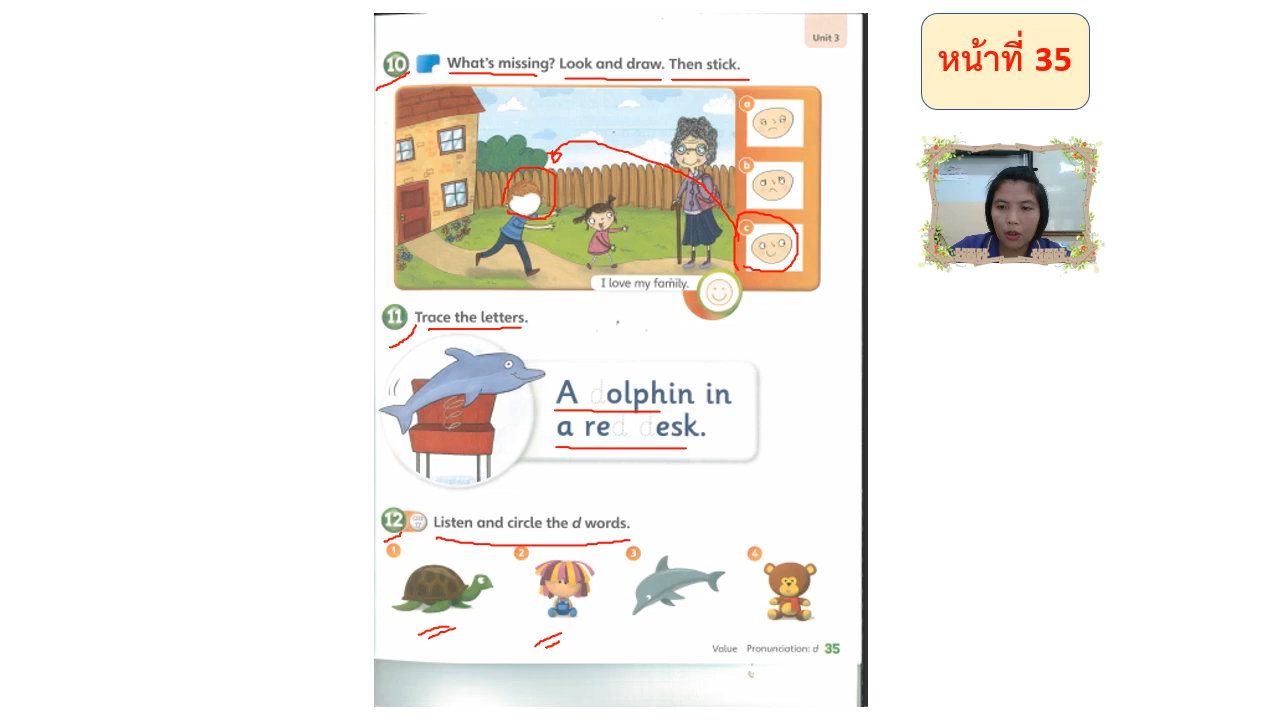 Unit 3
หน้าที่ 35
10 What's missing? Look and draw. Then stick.
a
b
c
I love my family.
11 Trace the letters.
A dolphin in
a red desk.
12 Listen and circle the d words.
1
2
3
4
Value Pronunciation: d 35